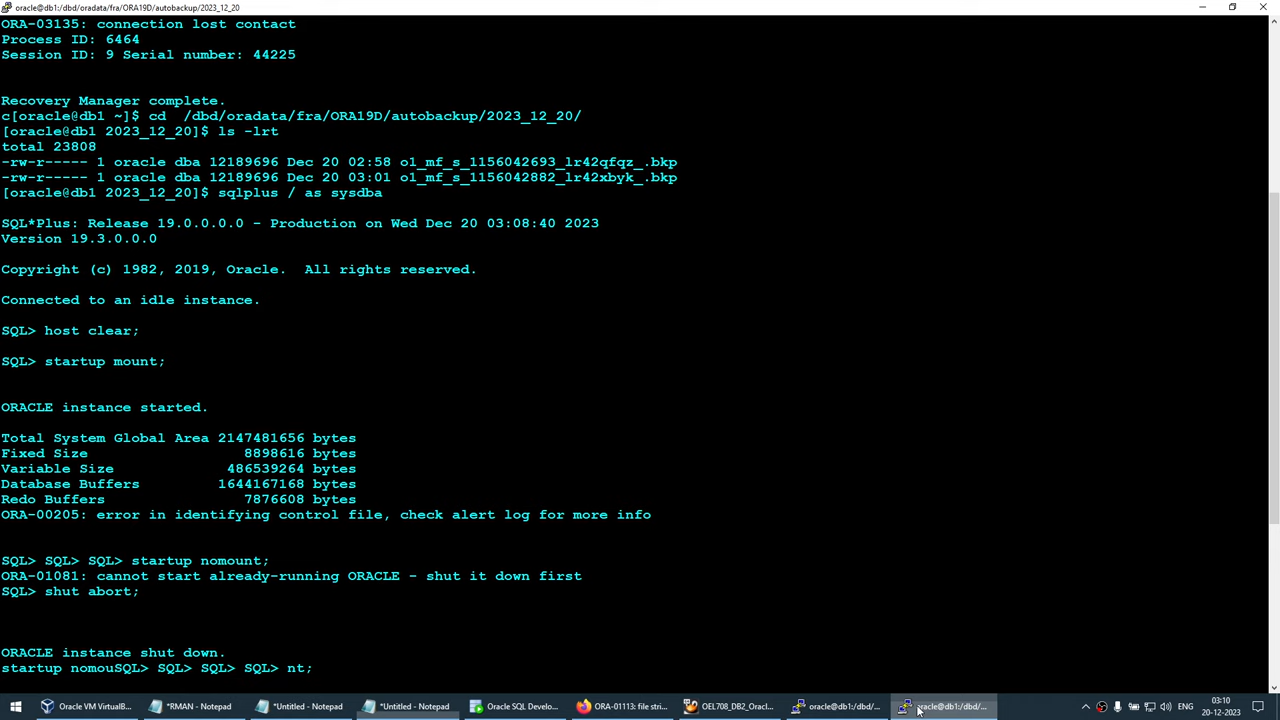 oracle@db1:/dbd/oradata/fra/ORA19D/autobackup/2023_12_20
ORA-03135: connection lost contact
Process ID: 6464
Session ID: 9 Serial number: 44225
Recovery Manager complete.
c[oracle@db1 ~]$ cd  /dbd/oradata/fra/ORA19D/autobackup/2023_12_20/
[oracle@db1 2023_12_20]$ ls -lrt
total 23808
-rw-r----- 1 oracle dba 12189696 Dec 20 02:58 o1_mf_s_1156042693_lr42qfqz_.bkp
-rw-r----- 1 oracle dba 12189696 Dec 20 03:01 o1_mf_s_1156042882_lr42xbyk_.bkp
[oracle@db1 2023_12_20]$ sqlplus / as sysdba
SQL*Plus: Release 19.0.0.0.0 - Production on Wed Dec 20 03:08:40 2023
Version 19.3.0.0.0
Copyright (c) 1982, 2019, Oracle.  All rights reserved.
Connected to an idle instance.
SQL> host clear;
SQL> startup mount;
ORACLE instance started.
Total System Global Area 2147481656 bytes
Fixed Size                  8898616 bytes
Variable Size             486539264 bytes
Database Buffers         1644167168 bytes
Redo Buffers                7876608 bytes
ORA-00205: error in identifying control file, check alert log for more info
SQL> SQL> SQL> startup nomount;
ORA-01081: cannot start already-running ORACLE - shut it down first
SQL> shut abort;
ORACLE instance shut down.
startup nomouSQL> SQL> SQL> SQL> nt;
Oracle VM VirtualB...
*RMAN - Notepad
*Untitled - Notepad
*Untitled - Notepad
Oracle SQL Develo...
ORA-01113: file stri...
OEL708_DB2_Oracl...
oracle@db1:/dbd/...
oracle@db1:/dbd/...
ENG
03:10
20-12-2023